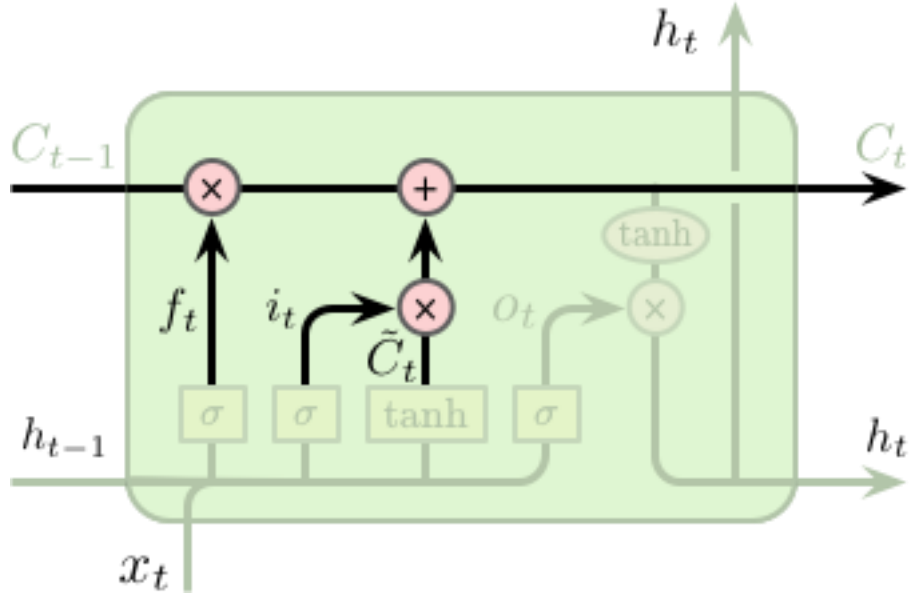 h_t
C_{t-1}
C_t
×
+
tanh
f_t
i_t
×
o_t
×
C̃_t
σ
σ
tanh
σ
h_{t-1}
h_t
x_t